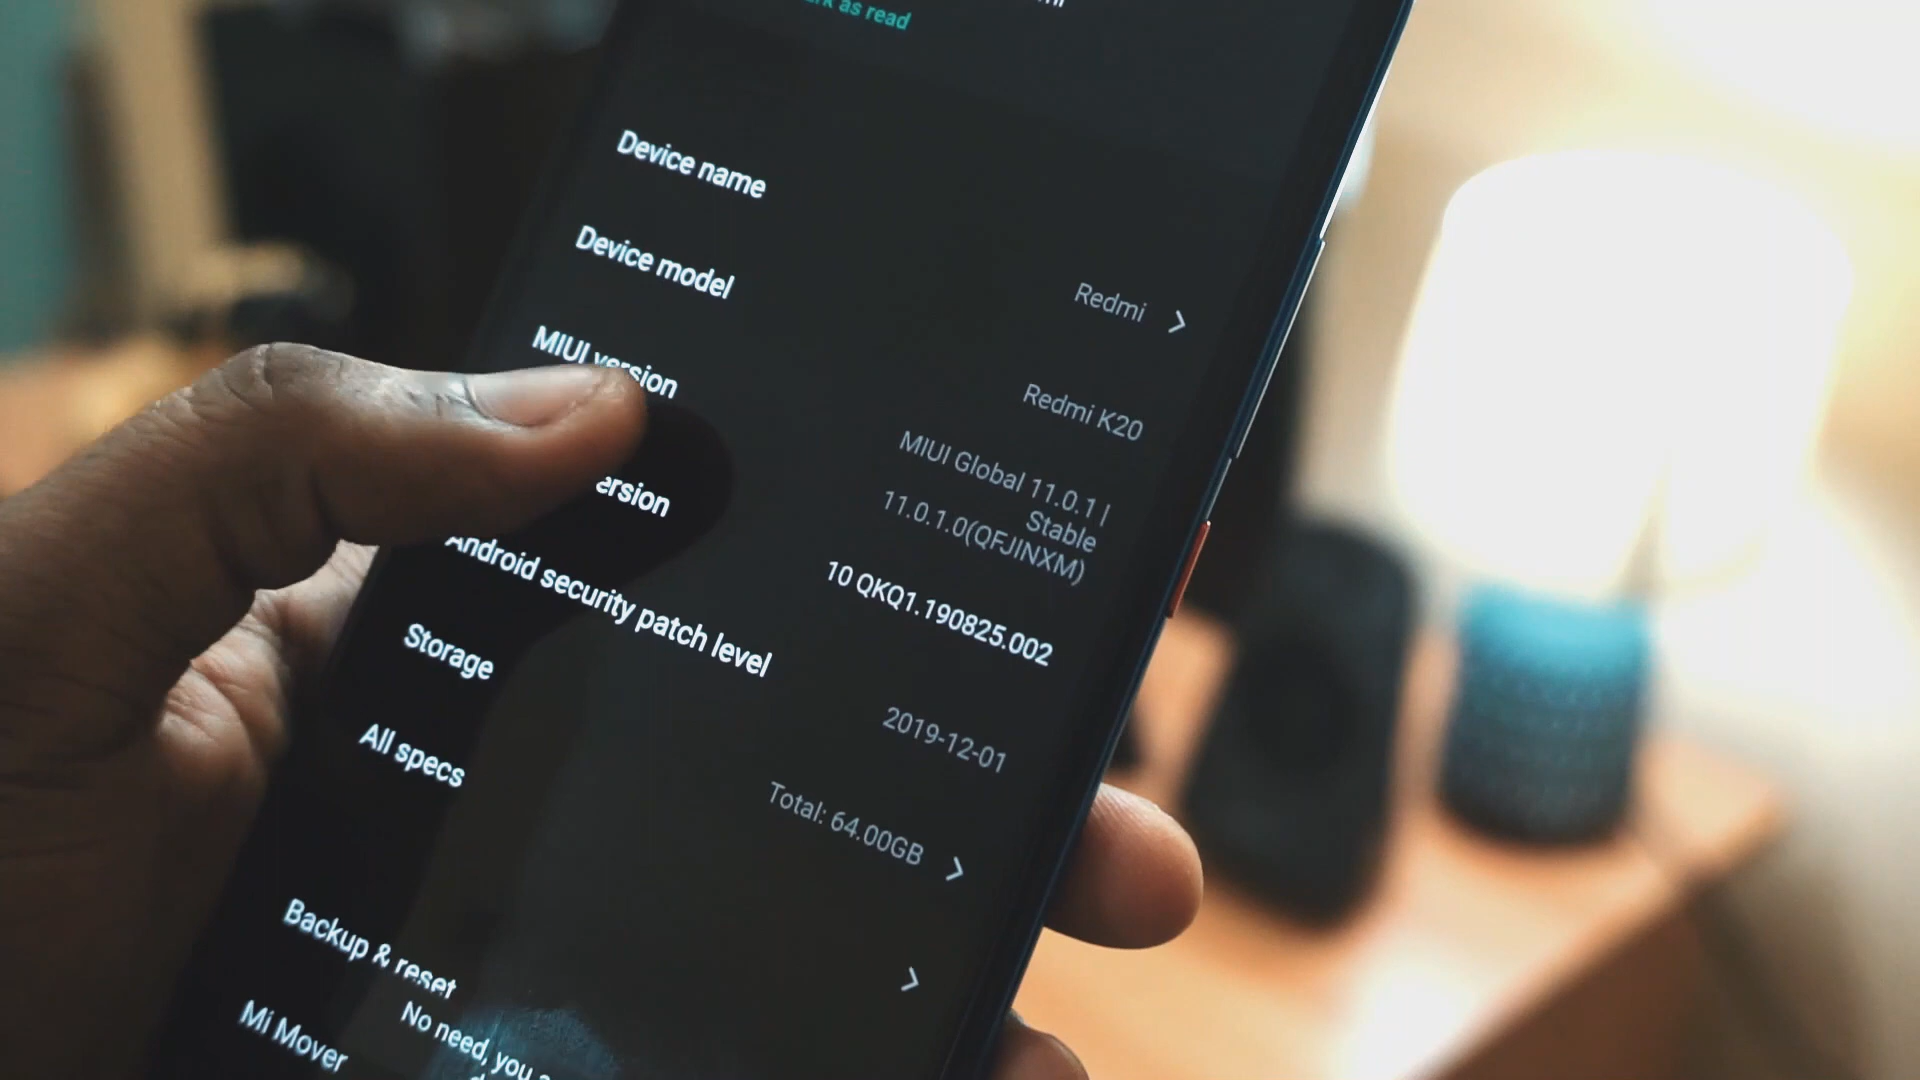 as read
Device name
Redmi
Device model
Redmi K20
MIUI version
MIUI Global 11.0.1 |
Stable
11.0.1.0(QFJINXM)
10 QKQ1.190825.002
Android security patch level
2019-12-01
Storage
Total: 64.00GB
All specs
Backup & reset
Mi Mover
No need, you